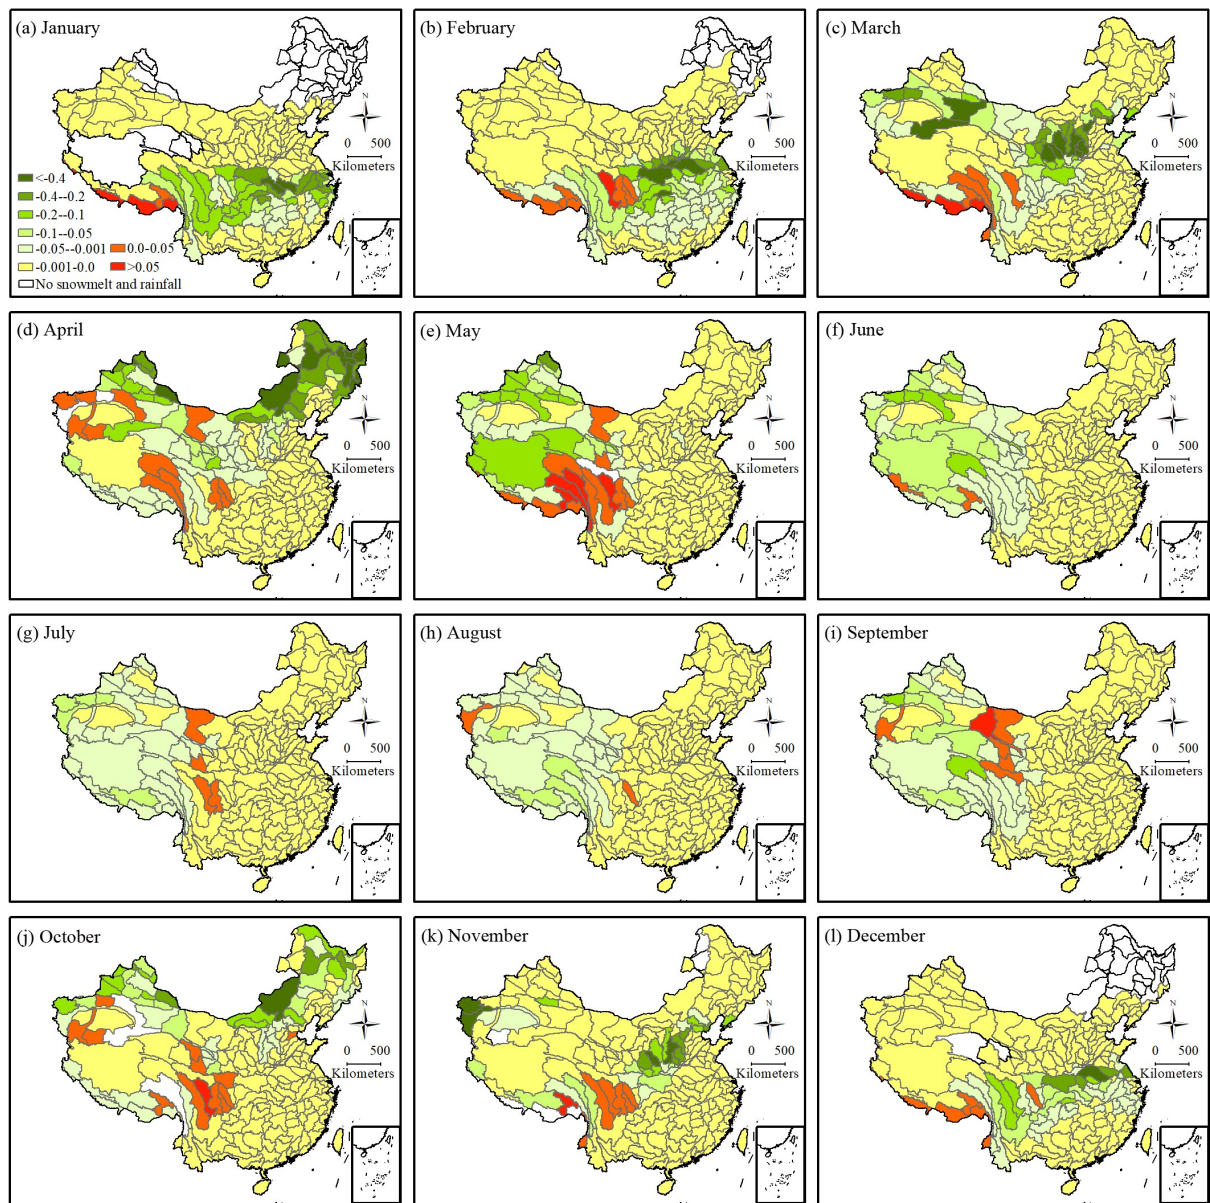 (a) January
N
0 500
Kilometers
<-0.4
-0.4--0.2
-0.2--0.1
-0.1--0.05
-0.05--0.001 0.0-0.05
-0.001-0.0 >0.05
No snowmelt and rainfall
(b) February
N
0 500
Kilometers
(c) March
N
0 500
Kilometers
(d) April
N
0 500
Kilometers
(e) May
N
0 500
Kilometers
(f) June
N
0 500
Kilometers
(g) July
N
0 500
Kilometers
(h) August
N
0 500
Kilometers
(i) September
N
0 500
Kilometers
(j) October
N
0 500
Kilometers
(k) November
N
0 500
Kilometers
(l) December
N
0 500
Kilometers